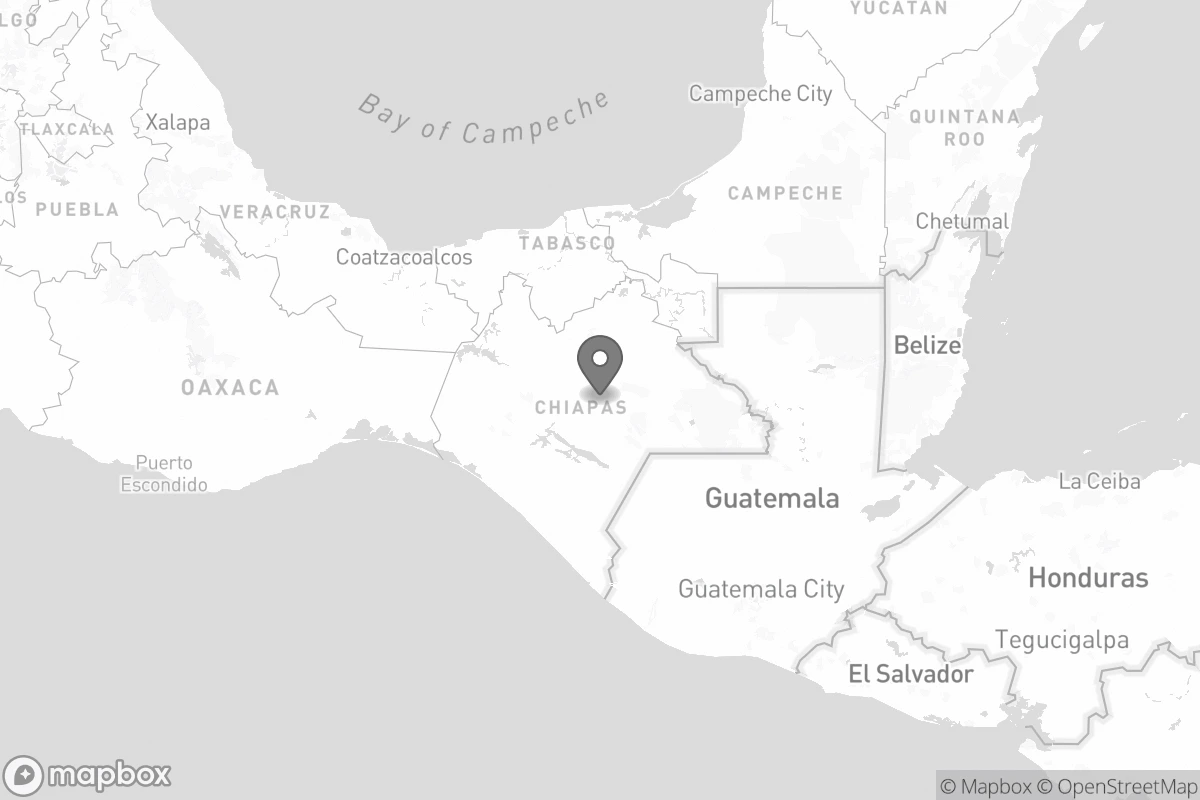 YUCATAN
LGO
Campeche City
Bay of Campeche
QUINTANA
ROO
Xalapa
TLAXCALA
LOS
CAMPECHE
PUEBLA
VERACRUZ
Chetumal
TABASCO
Coatzacoalcos
Belize
OAXACA
CHIAPAS
Puerto
Escondido
La Ceiba
Guatemala
Honduras
Guatemala City
Tegucigalpa
El Salvador
mapbox
© Mapbox © OpenStreetMap